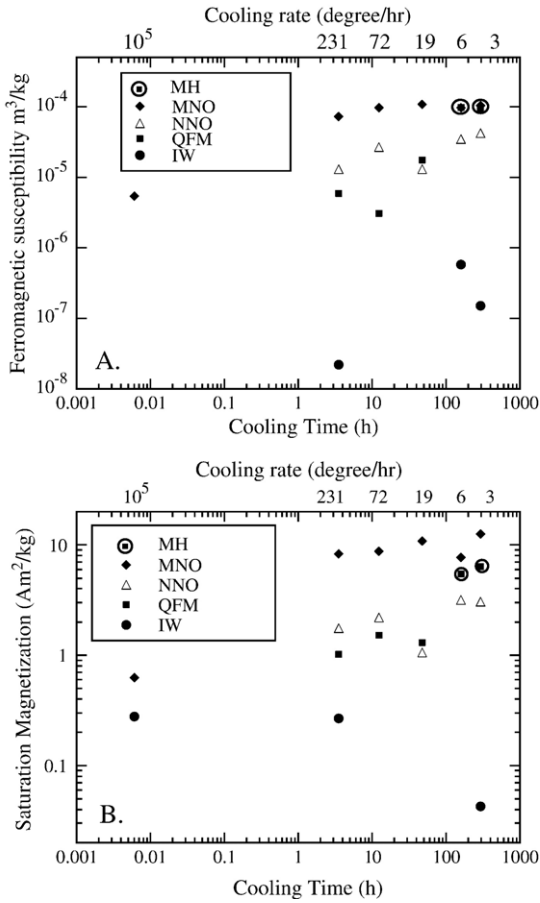 Cooling rate (degree/hr)
10^5 231 72 19 6 3
MH
MNO
NNO
QFM
IW
10^-4
10^-5
10^-6
10^-7
10^-8
Ferromagnetic susceptibility m^3/kg
A.
0.001 0.01 0.1 1 10 100 1000
Cooling Time (h)
Cooling rate (degree/hr)
10^5 231 72 19 6 3
MH
MNO
NNO
QFM
IW
10
1
0.1
Saturation Magnetization (Am^2/kg)
B.
0.001 0.01 0.1 1 10 100 1000
Cooling Time (h)